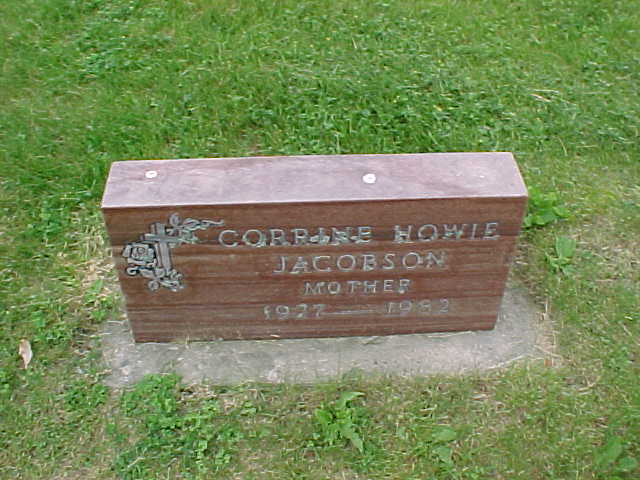 CORRINE HOWIE
JACOBSON
MOTHER
1927 — 1982